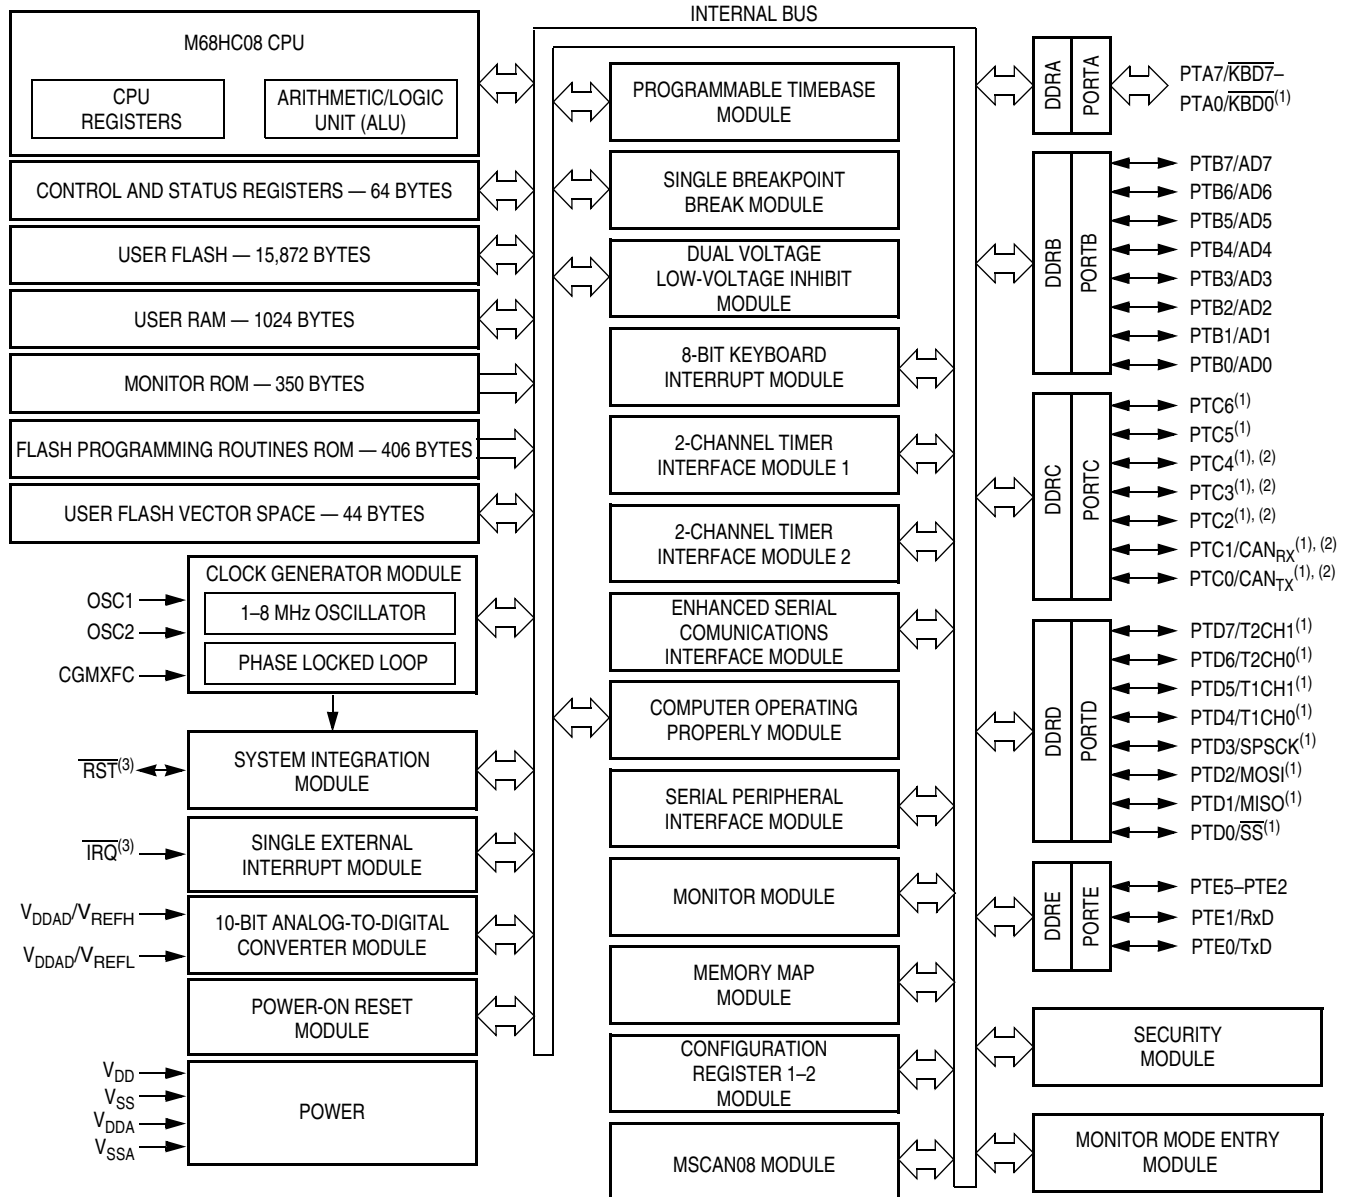 INTERNAL BUS
M68HC08 CPU
CPU
REGISTERS
ARITHMETIC/LOGIC
UNIT (ALU)
CONTROL AND STATUS REGISTERS — 64 BYTES
USER FLASH — 15,872 BYTES
USER RAM — 1024 BYTES
MONITOR ROM — 350 BYTES
FLASH PROGRAMMING ROUTINES ROM — 406 BYTES
USER FLASH VECTOR SPACE — 44 BYTES
CLOCK GENERATOR MODULE
1–8 MHz OSCILLATOR
PHASE LOCKED LOOP
OSC1
OSC2
CGMXFC
SYSTEM INTEGRATION
MODULE
RST(3)
SINGLE EXTERNAL
INTERRUPT MODULE
IRQ(3)
10-BIT ANALOG-TO-DIGITAL
CONVERTER MODULE
VDDAD/VREFH
VDDAD/VREFL
POWER-ON RESET
MODULE
POWER
VDD
VSS
VDDA
VSSA
PROGRAMMABLE TIMEBASE
MODULE
SINGLE BREAKPOINT
BREAK MODULE
DUAL VOLTAGE
LOW-VOLTAGE INHIBIT
MODULE
8-BIT KEYBOARD
INTERRUPT MODULE
2-CHANNEL TIMER
INTERFACE MODULE 1
2-CHANNEL TIMER
INTERFACE MODULE 2
ENHANCED SERIAL
COMUNICATIONS
INTERFACE MODULE
COMPUTER OPERATING
PROPERLY MODULE
SERIAL PERIPHERAL
INTERFACE MODULE
MONITOR MODULE
MEMORY MAP
MODULE
CONFIGURATION
REGISTER 1–2
MODULE
MSCAN08 MODULE
DDRA
PORTA
PTA7/KBD7–
PTA0/KBD0(1)
DDRB
PORTB
PTB7/AD7
PTB6/AD6
PTB5/AD5
PTB4/AD4
PTB3/AD3
PTB2/AD2
PTB1/AD1
PTB0/AD0
DDRC
PORTC
PTC6(1)
PTC5(1)
PTC4(1), (2)
PTC3(1), (2)
PTC2(1), (2)
PTC1/CANRX(1), (2)
PTC0/CANTX(1), (2)
DDRD
PORTD
PTD7/T2CH1(1)
PTD6/T2CH0(1)
PTD5/T1CH1(1)
PTD4/T1CH0(1)
PTD3/SPSCK(1)
PTD2/MOSI(1)
PTD1/MISO(1)
PTD0/SS(1)
DDRE
PORTE
PTE5–PTE2
PTE1/RxD
PTE0/TxD
SECURITY
MODULE
MONITOR MODE ENTRY
MODULE